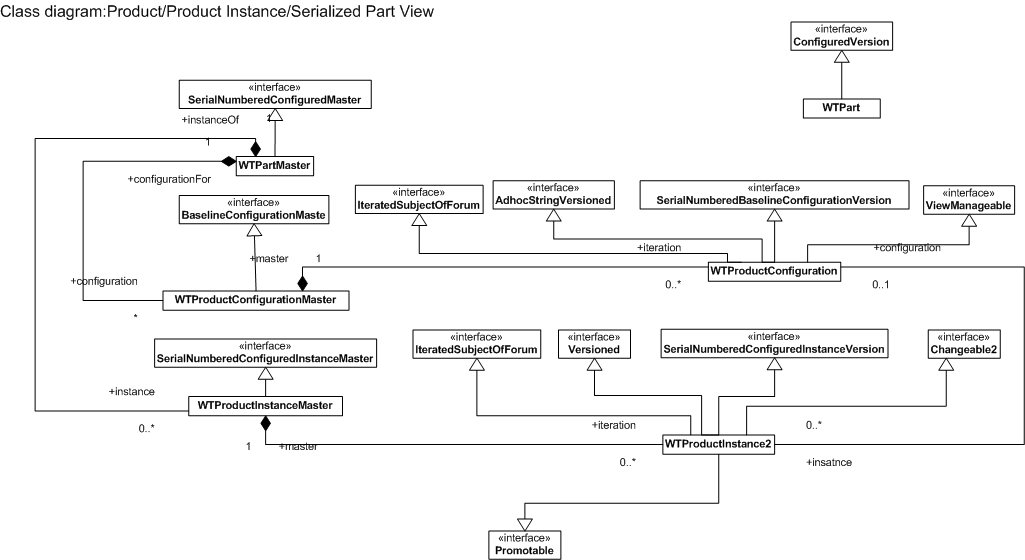 Class diagram:Product/Product Instance/Serialized Part View
«interface»
ConfiguredVersion
WTPart
«interface»
SerialNumberedConfiguredMaster
+instanceOf
1
1
WTPartMaster
+configurationFor
«interface»
BaselineConfigurationMaste
«interface»
IteratedSubjectOfForum
«interface»
AdhocStringVersioned
«interface»
SerialNumberedBaselineConfigurationVersion
«interface»
ViewManageable
+master
1
+iteration
+configuration
+configuration
WTProductConfiguration
0..*
0..1
WTProductConfigurationMaster
*
«interface»
SerialNumberedConfiguredInstanceMaster
«interface»
IteratedSubjectOfForum
«interface»
Versioned
«interface»
SerialNumberedConfiguredInstanceVersion
«interface»
Changeable2
+instance
WTProductInstanceMaster
0..*
+iteration
0..*
1
+master
WTProductInstance2
0..*
+insatnce
«interface»
Promotable